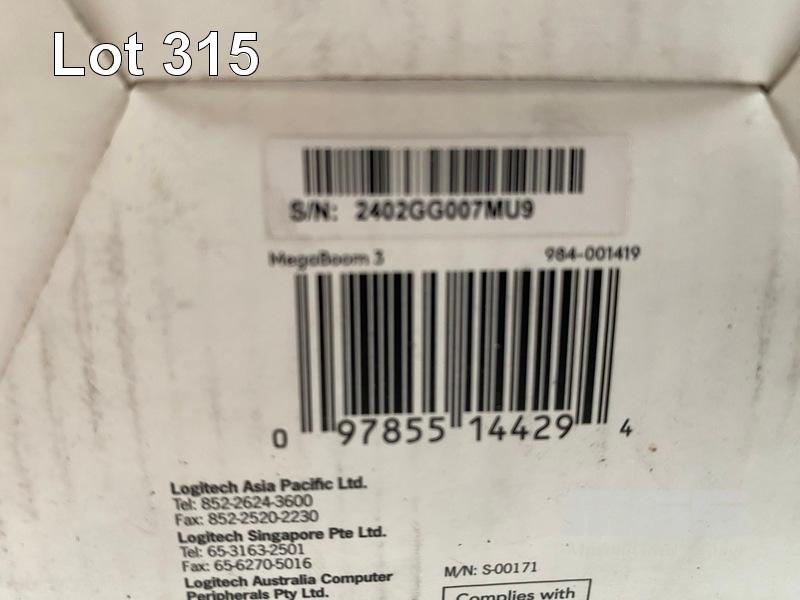 Lot 315
S/N: 2402GG007MU9
MegaBoom 3 984-001419
0 97855 14429 4
Logitech Asia Pacific Ltd.
Tel: 852-2624-3600
Fax: 852-2520-2230
Logitech Singapore Pte Ltd.
Tel: 65-3163-2501
Fax: 65-6270-5016
Logitech Australia Computer
Peripherals Pty Ltd.
M/N: S-00171
Complies with